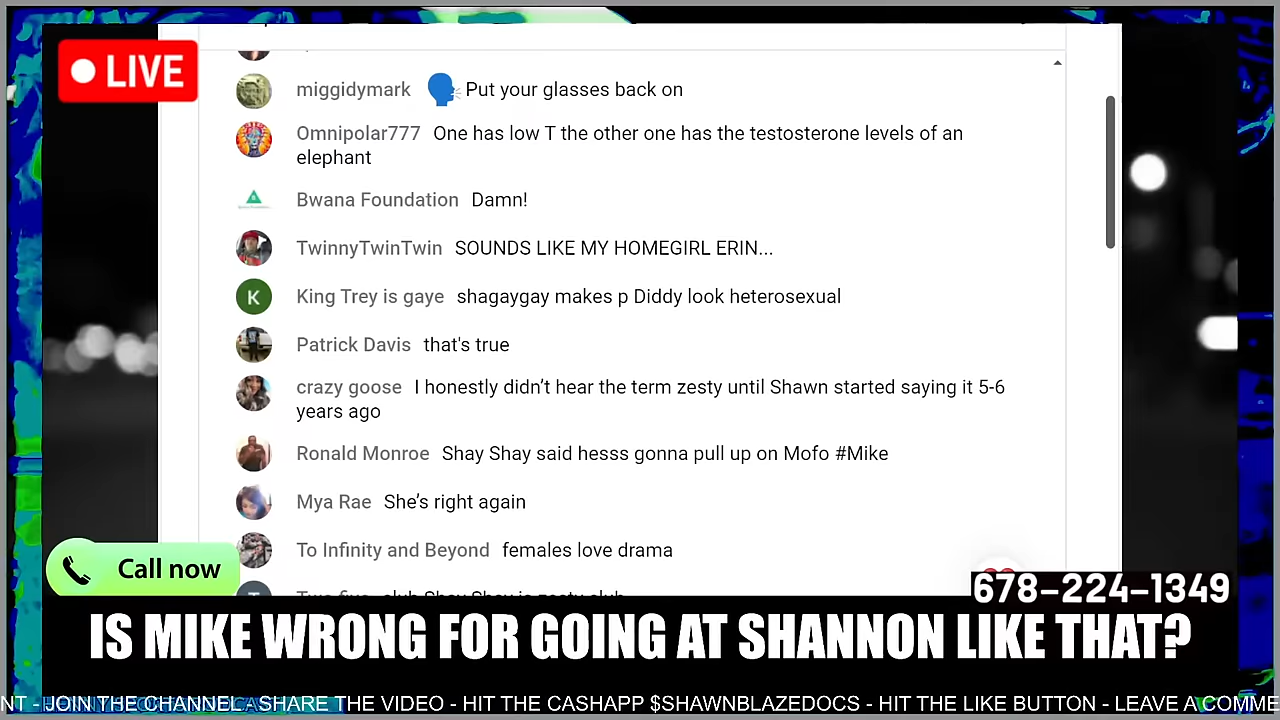 LIVE
miggidymark Put your glasses back on
Omnipolar777 One has low T the other one has the testosterone levels of an
elephant
Bwana Foundation Damn!
TwinnyTwinTwin SOUNDS LIKE MY HOMEGIRL ERIN...
King Trey is gaye shagaygay makes p Diddy look heterosexual
K
Patrick Davis that's true
crazy goose I honestly didn’t hear the term zesty until Shawn started saying it 5-6
years ago
Ronald Monroe Shay Shay said hesss gonna pull up on Mofo #Mike
Mya Rae She’s right again
To Infinity and Beyond females love drama
Call now
678-224-1349
IS MIKE WRONG FOR GOING AT SHANNON LIKE THAT?
NT - JOIN THE CHANNEL - SHARE THE VIDEO - HIT THE CASHAPP $SHAWNBLAZEDOCS - HIT THE LIKE BUTTON - LEAVE A COMME